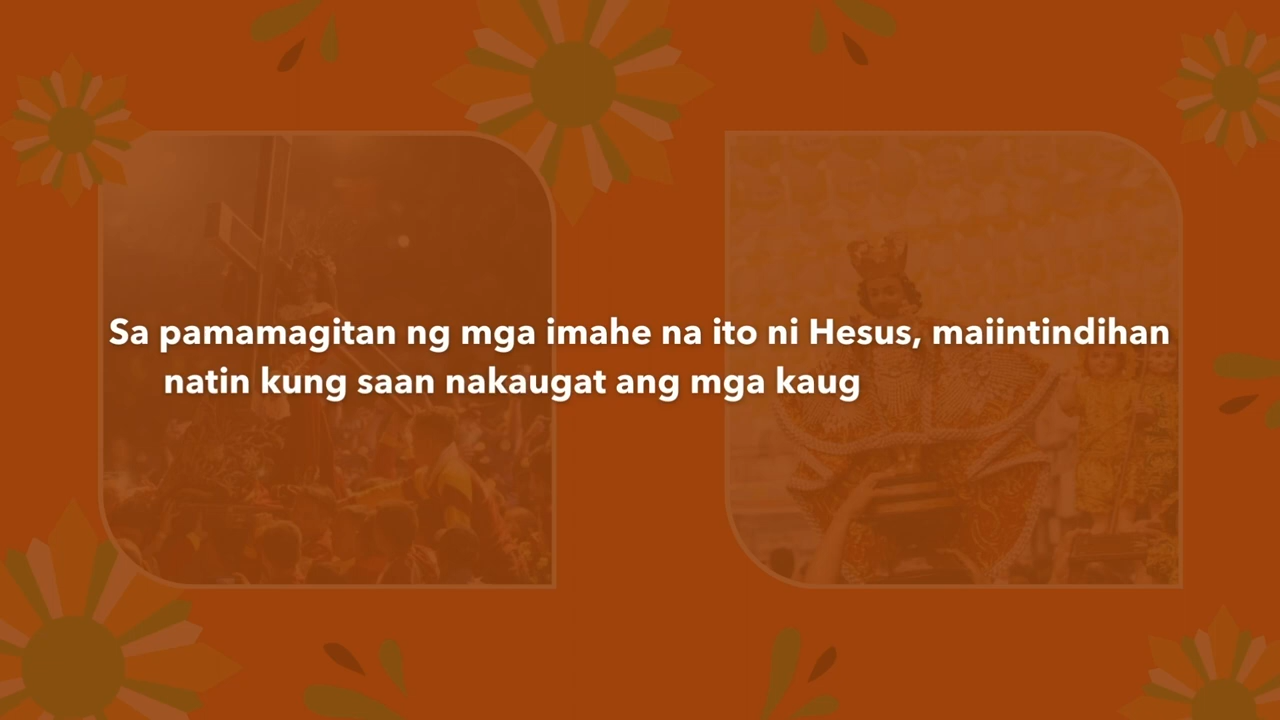 Sa pamamagitan ng mga imahe na ito ni Hesus, maiintindihan
natin kung saan nakaugat ang mga kaug